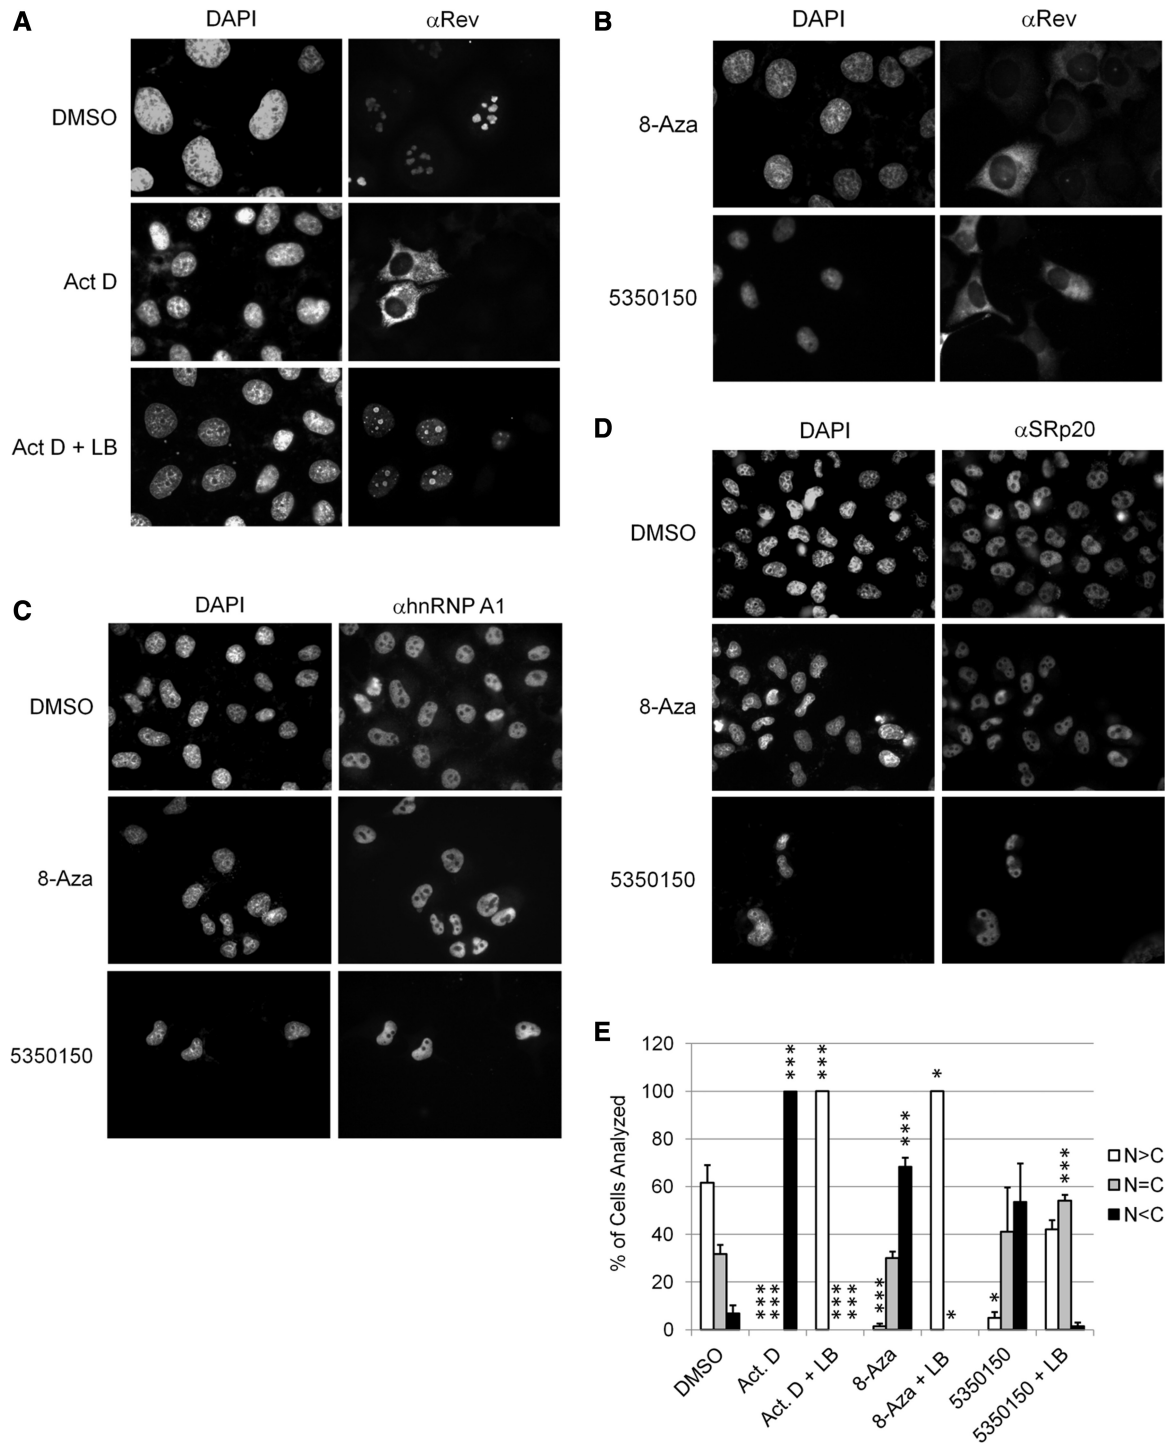 A
DAPI
αRev
DMSO
Act D
Act D + LB
B
DAPI
αRev
8-Aza
5350150
C
DAPI
αhnRNP A1
DMSO
8-Aza
5350150
D
DAPI
αSRp20
DMSO
8-Aza
5350150
E
% of Cells Analyzed
120
100
80
60
40
20
0
***
***
***
***
***
***
***
***
*
*
*
***
N>C
N=C
N<C
DMSO
Act. D
Act. D + LB
8-Aza
8-Aza + LB
5350150
5350150 + LB